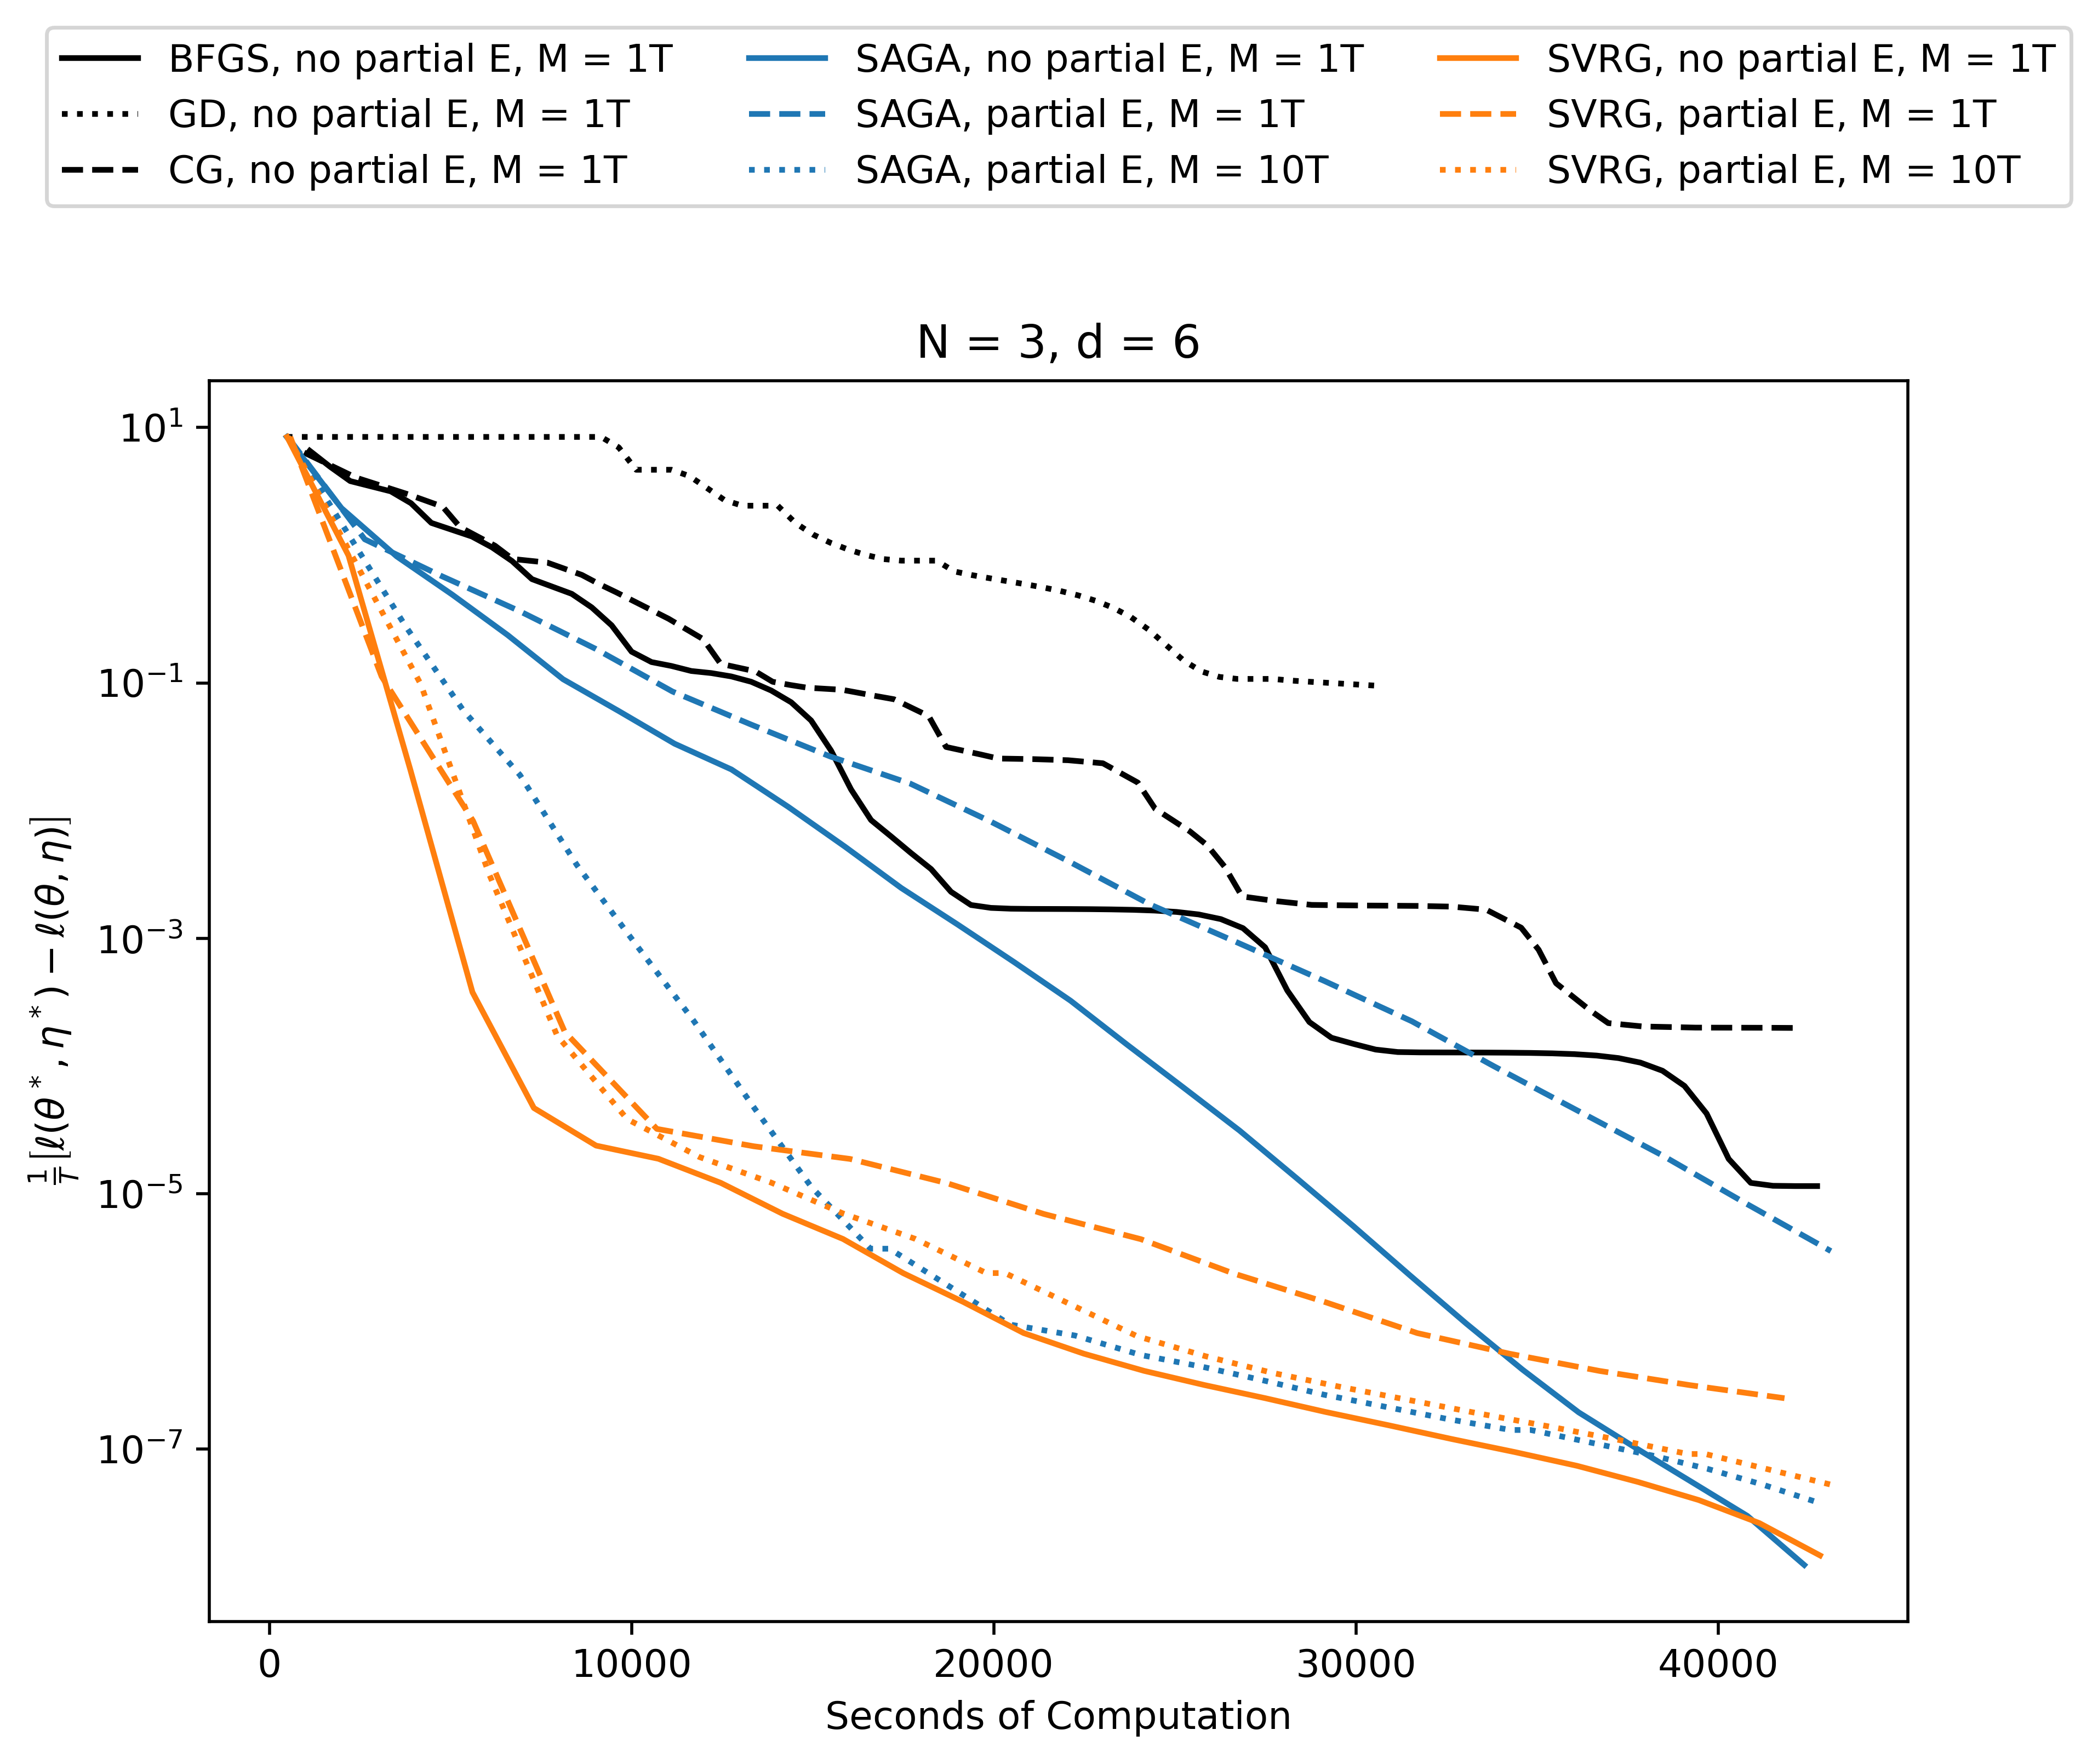 BFGS, no partial E, M = 1T
GD, no partial E, M = 1T
CG, no partial E, M = 1T
SAGA, no partial E, M = 1T
SAGA, partial E, M = 1T
SAGA, partial E, M = 10T
SVRG, no partial E, M = 1T
SVRG, partial E, M = 1T
SVRG, partial E, M = 10T
N = 3, d = 6
10¹
10⁻¹
10⁻³
10⁻⁵
10⁻⁷
1/T [ℓ(θ*, η*) − ℓ(θ, η)]
0 10000 20000 30000 40000
Seconds of Computation